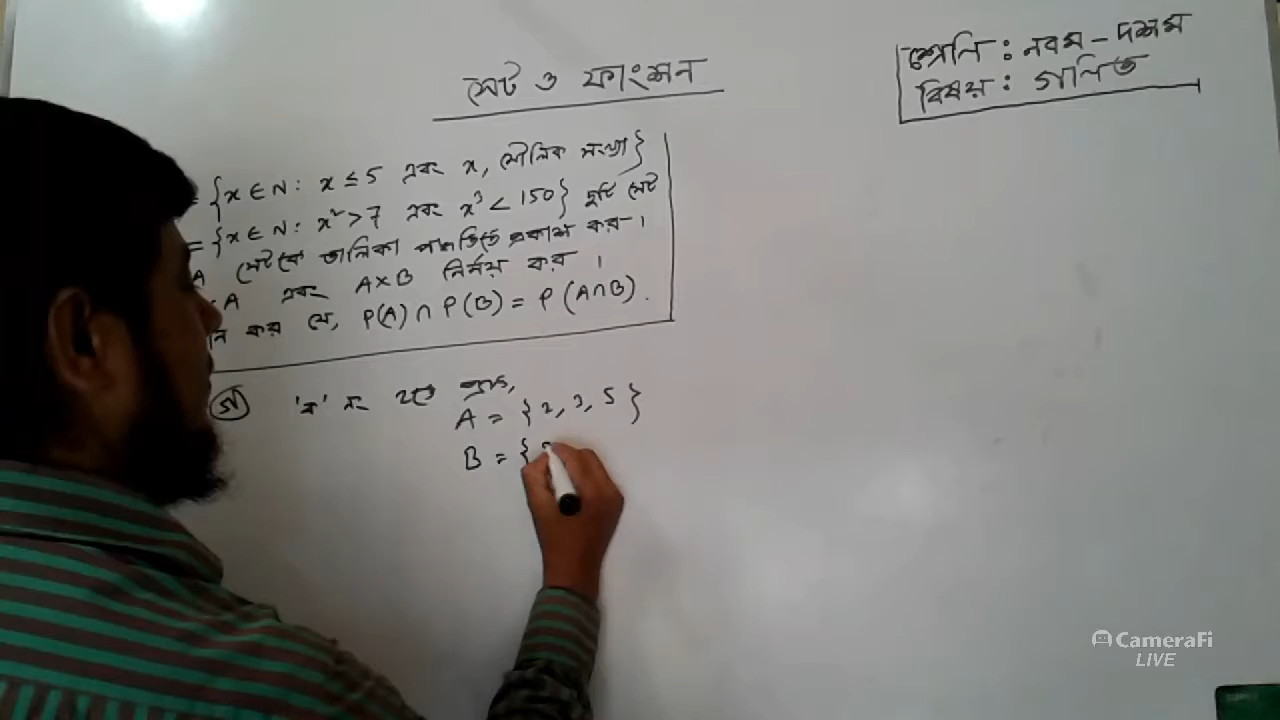 সেট ও ফাংশন
শ্রেণি : নবম - দশম
বিষয় : গণিত
= {x ∈ N : x ≤ 5 এবং x, মৌলিক সংখ্যা}
= {x ∈ N : x² > 7 এবং x³ < 150} দুটি সেট
A সেটকে তালিকা পদ্ধতিতে প্রকাশ কর।
A এবং A×B নির্ণয় কর।
কর যে, P(A) ∩ P(B) = P(A∩B).
গ 'ক' হতে
A = {2, 3, 5}
B = {
CameraFi
LIVE